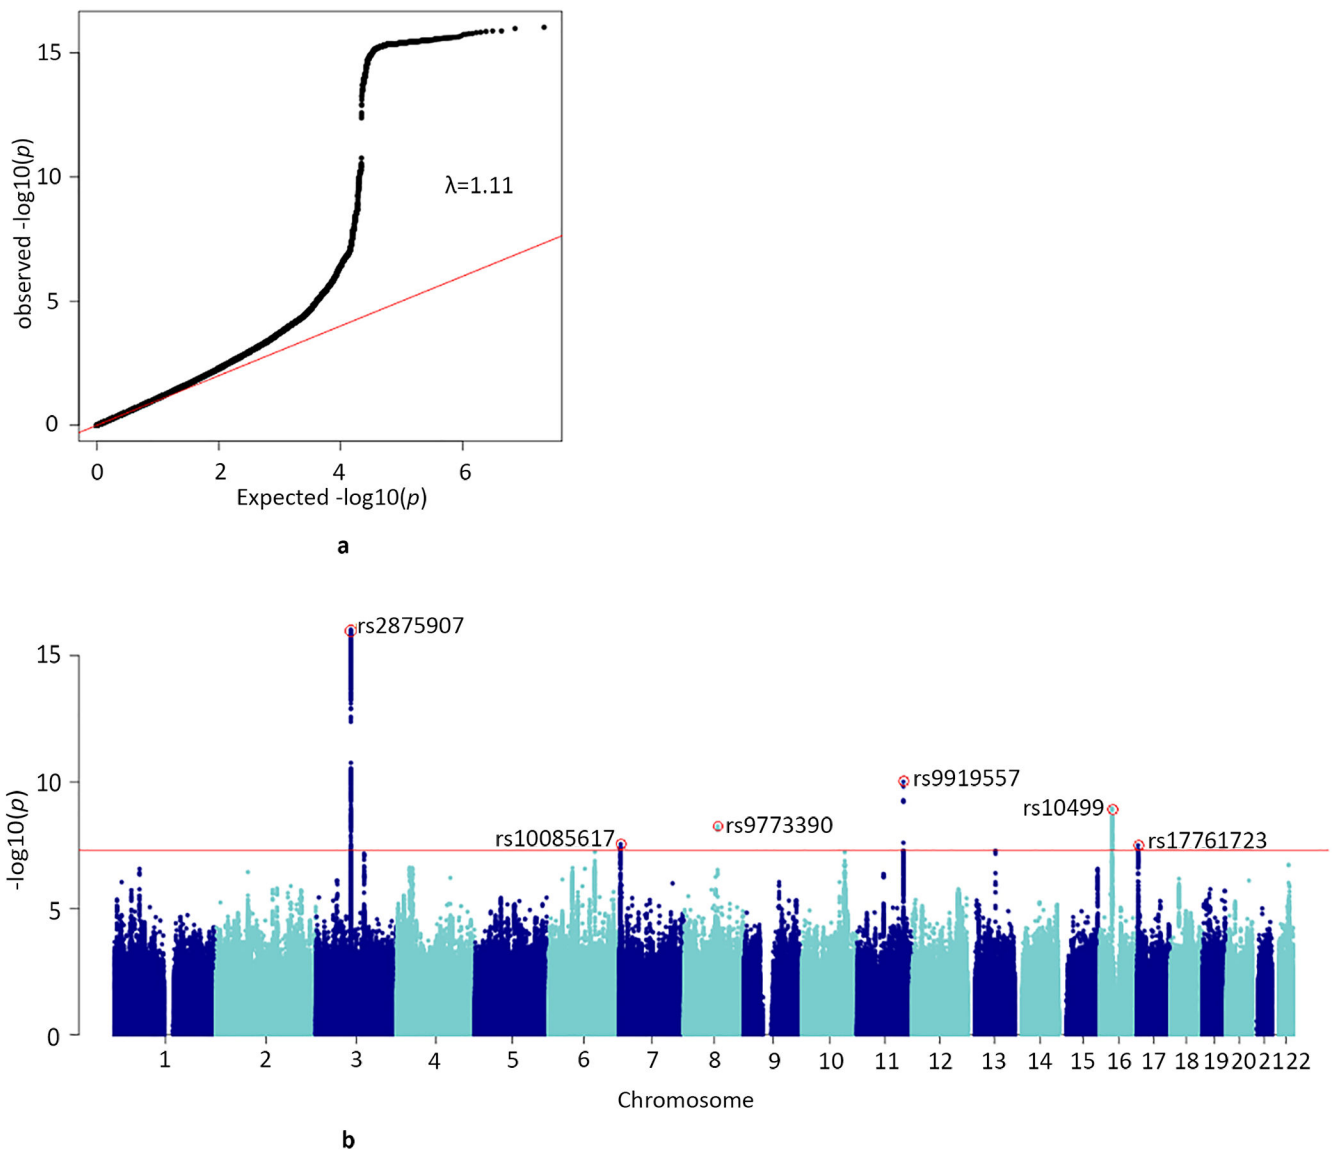 15
10
5
0
observed -log10(p)
λ=1.11
0 2 4 6
Expected -log10(p)
a
rs2875907
15
10
5
0
-log10(p)
rs9919557
rs10499
rs9773390
rs10085617
rs17761723
1 2 3 4 5 6 7 8 9 10 11 12 13 14 15 16 17 18 19 20 21 22
Chromosome
b